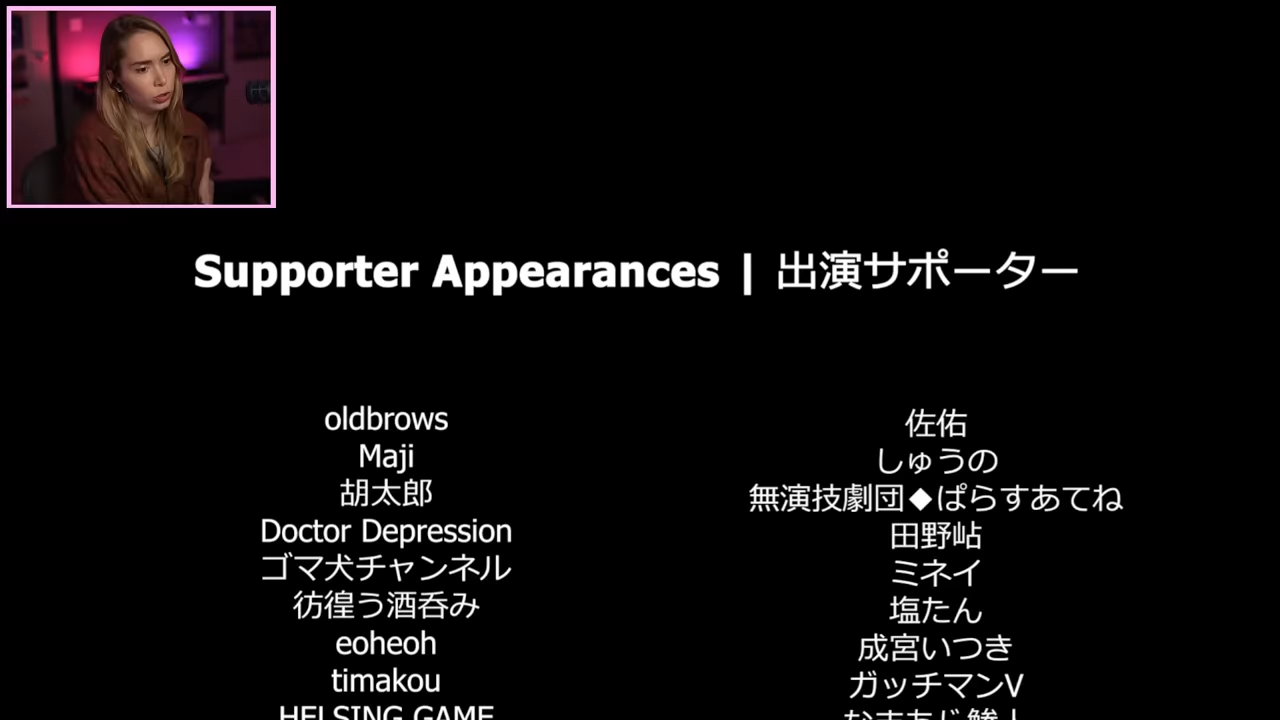 Supporter Appearances | 出演サポーター
oldbrows
Maji
胡太郎
Doctor Depression
ゴマ犬チャンネル
彷徨う酒呑み
eoheoh
timakou
HELSING GAME
佐佑
しゅうの
無演技劇団◆ぱらすあてね
田野岾
ミネイ
塩たん
成宮いつき
ガッチマンV